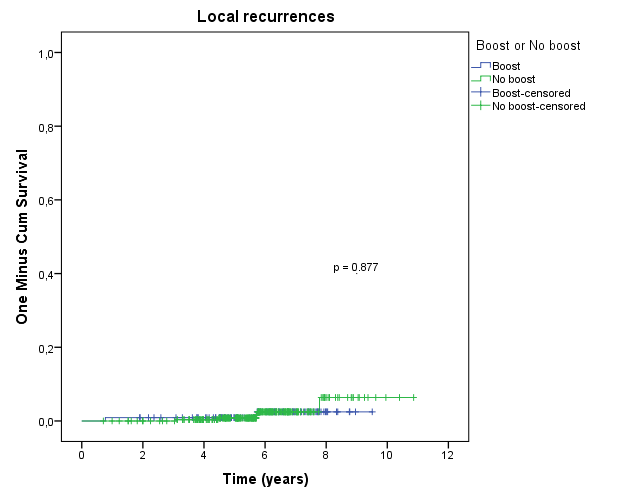 Local recurrences
Boost or No boost
Boost
No boost
Boost-censored
No boost-censored
One Minus Cum Survival
1,0
0,8
0,6
0,4
0,2
0,0
p = 0.877
0 2 4 6 8 10 12
Time (years)